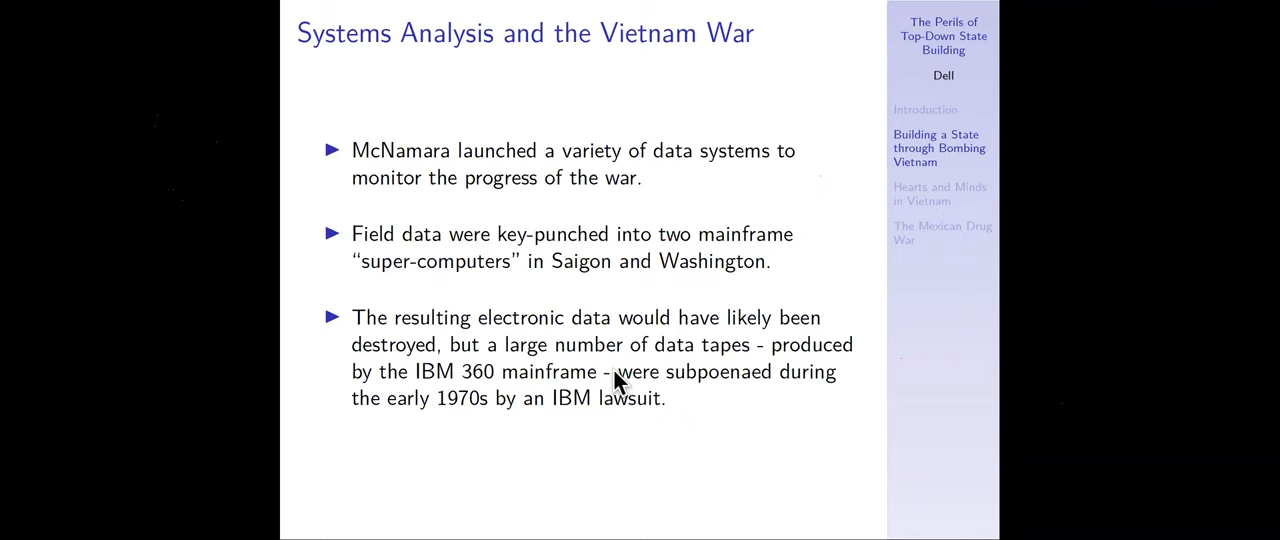 Systems Analysis and the Vietnam War
McNamara launched a variety of data systems to
monitor the progress of the war.
Field data were key-punched into two mainframe
“super-computers” in Saigon and Washington.
The resulting electronic data would have likely been
destroyed, but a large number of data tapes - produced
by the IBM 360 mainframe - were subpoenaed during
the early 1970s by an IBM lawsuit.
The Perils of
Top-Down State
Building
Dell
Introduction
Building a State
through Bombing
Vietnam
Hearts and Minds
in Vietnam
The Mexican Drug
War